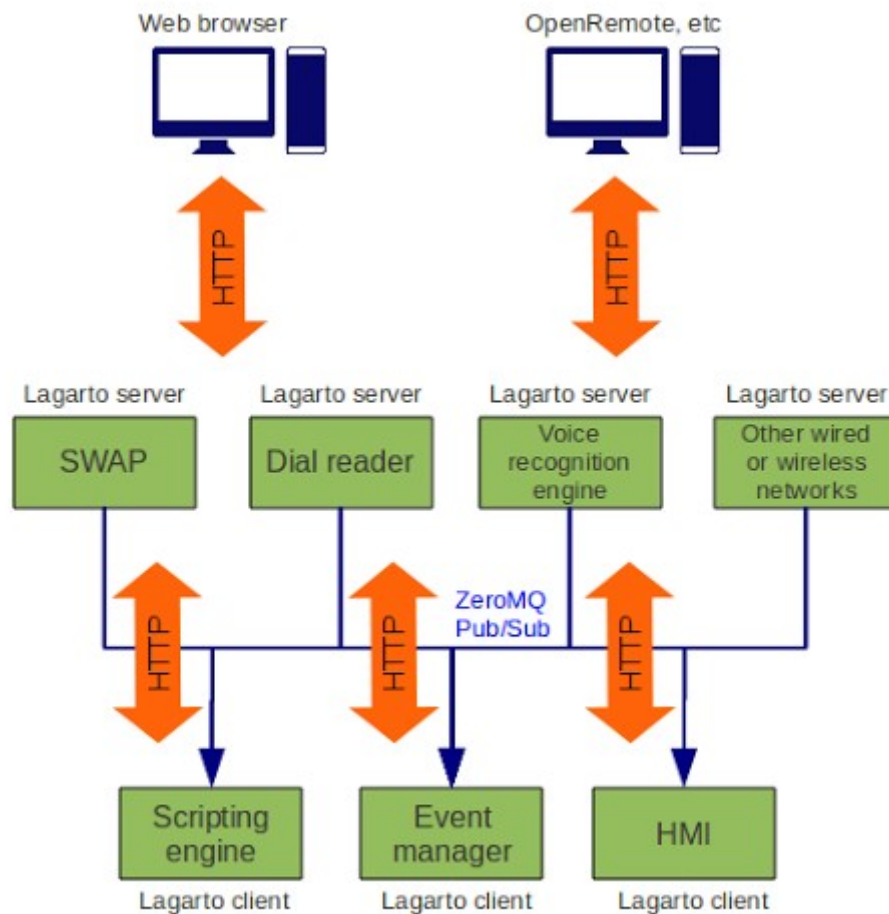 Web browser
OpenRemote, etc
HTTP
HTTP
Lagarto server
Lagarto server
Lagarto server
Lagarto server
SWAP
Dial reader
Voice
recognition
engine
Other wired
or wireless
networks
HTTP
HTTP
ZeroMQ
Pub/Sub
HTTP
Scripting
engine
Event
manager
HMI
Lagarto client
Lagarto client
Lagarto client